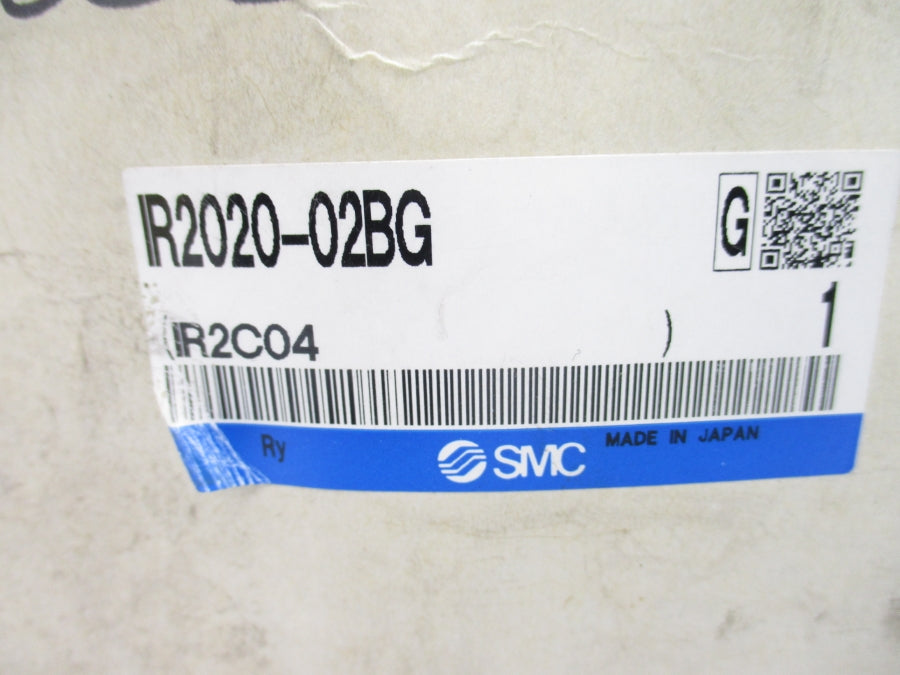 IR2020-02BG
G
(IR2C04 )
1
Ry
SMC
MADE IN JAPAN